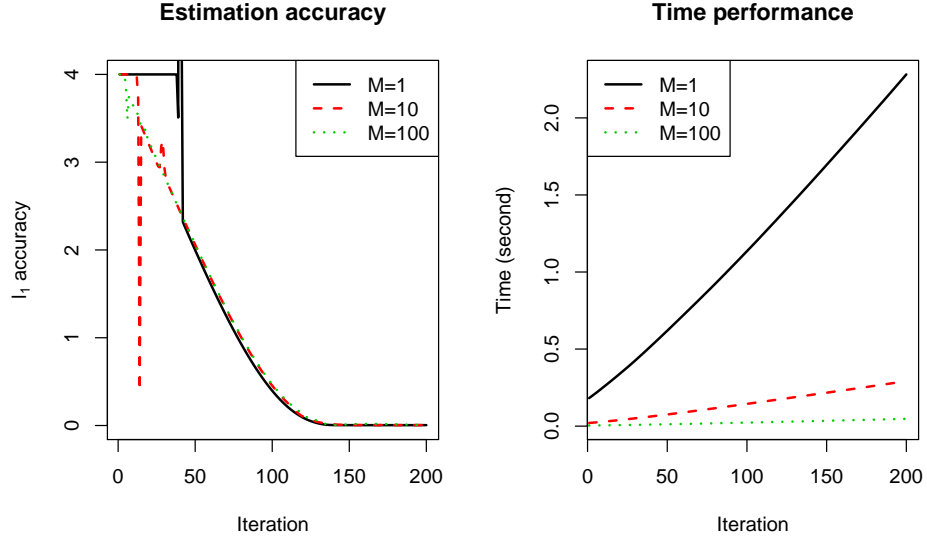 Estimation accuracy
l1 accuracy
4
3
2
1
0
0
50
100
150
200
Iteration
M=1
M=10
M=100
Time performance
Time (second)
2.0
1.5
1.0
0.5
0.0
0
50
100
150
200
Iteration
M=1
M=10
M=100